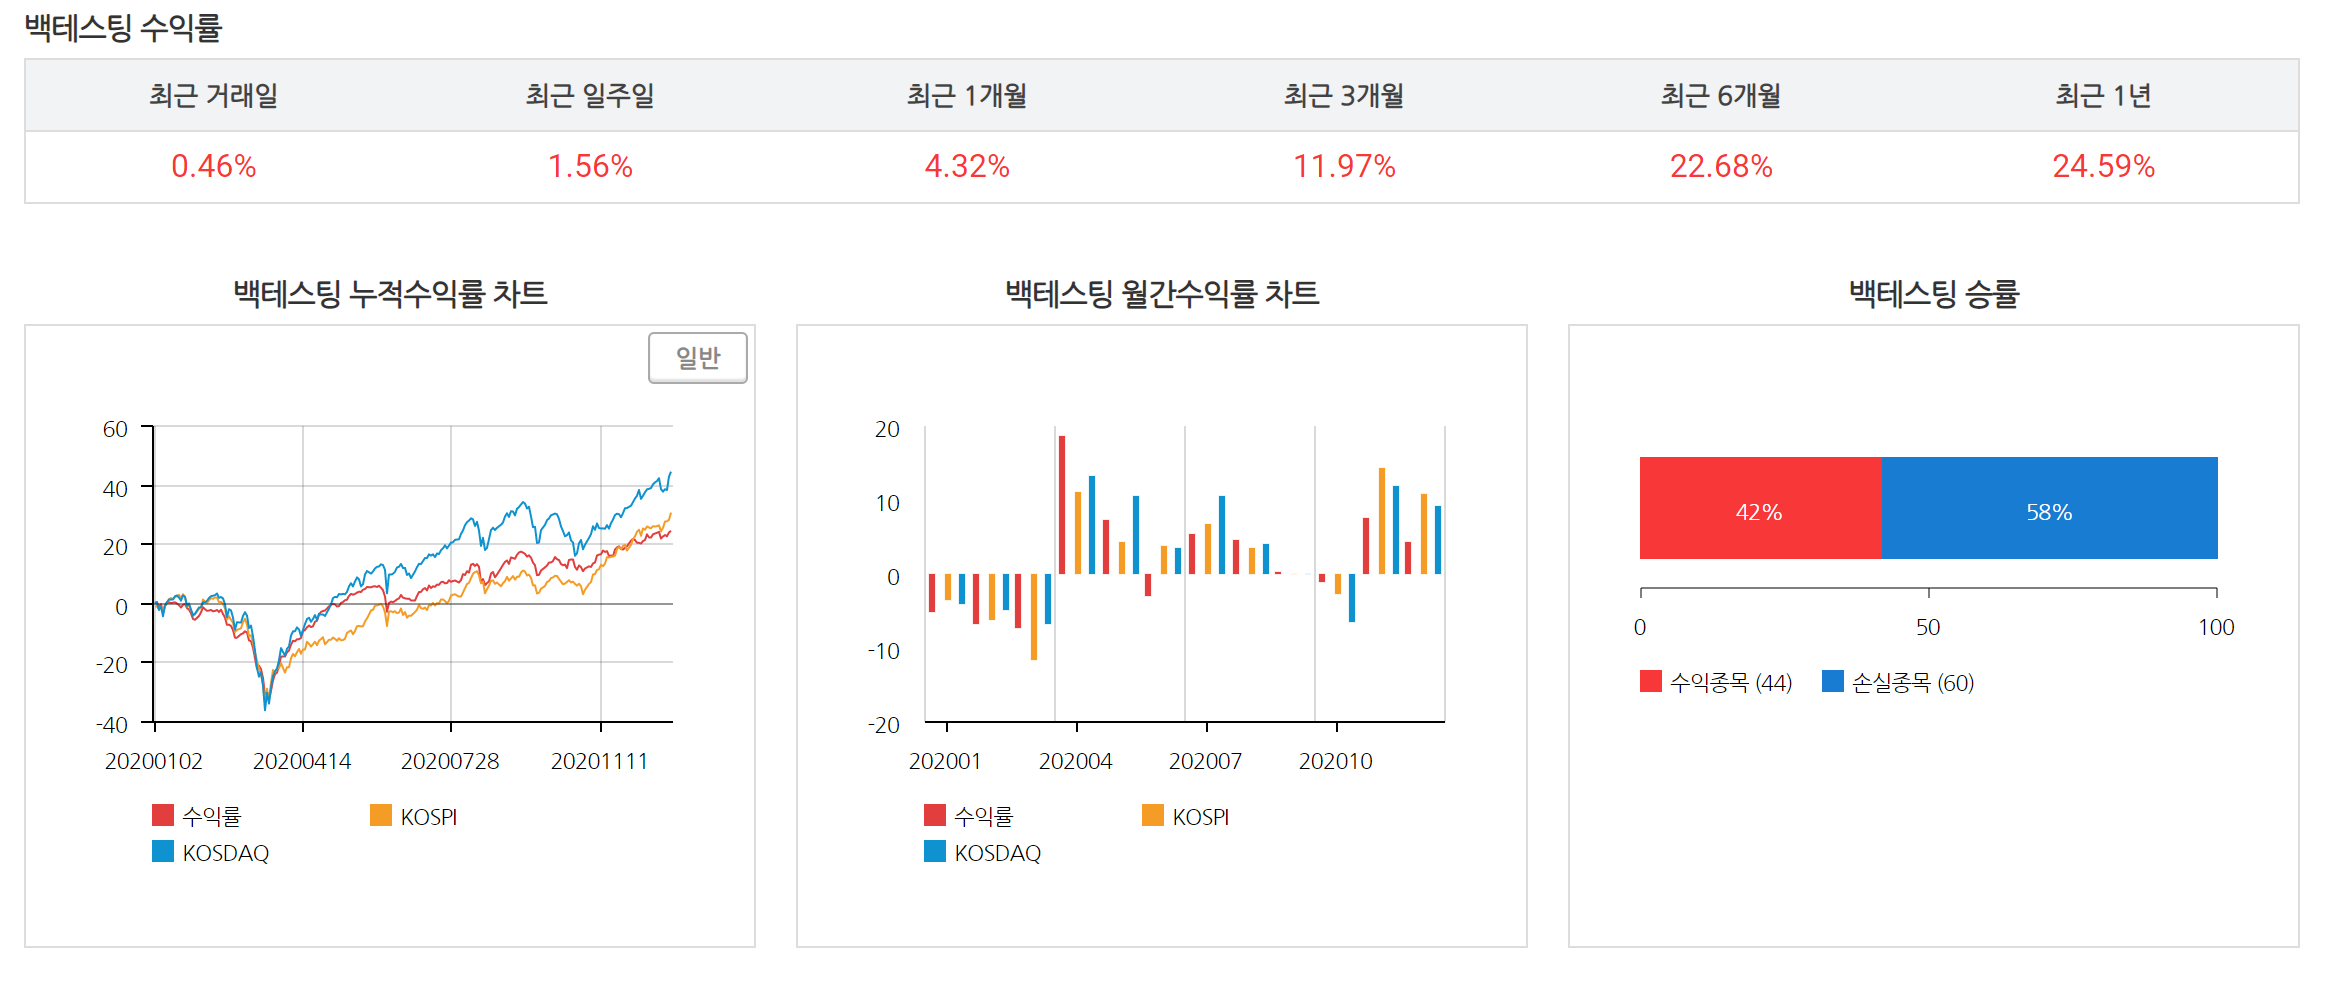 백테스팅 수익률
최근 거래일 최근 일주일 최근 1개월 최근 3개월 최근 6개월 최근 1년
0.46% 1.56% 4.32% 11.97% 22.68% 24.59%
백테스팅 누적수익률 차트
일반
60
40
20
0
-20
-40
20200102 20200414 20200728 20201111
수익률 KOSPI
KOSDAQ
백테스팅 월간수익률 차트
20
10
0
-10
-20
202001 202004 202007 202010
수익률 KOSPI
KOSDAQ
백테스팅 승률
42% 58%
0 50 100
수익종목 (44) 손실종목 (60)